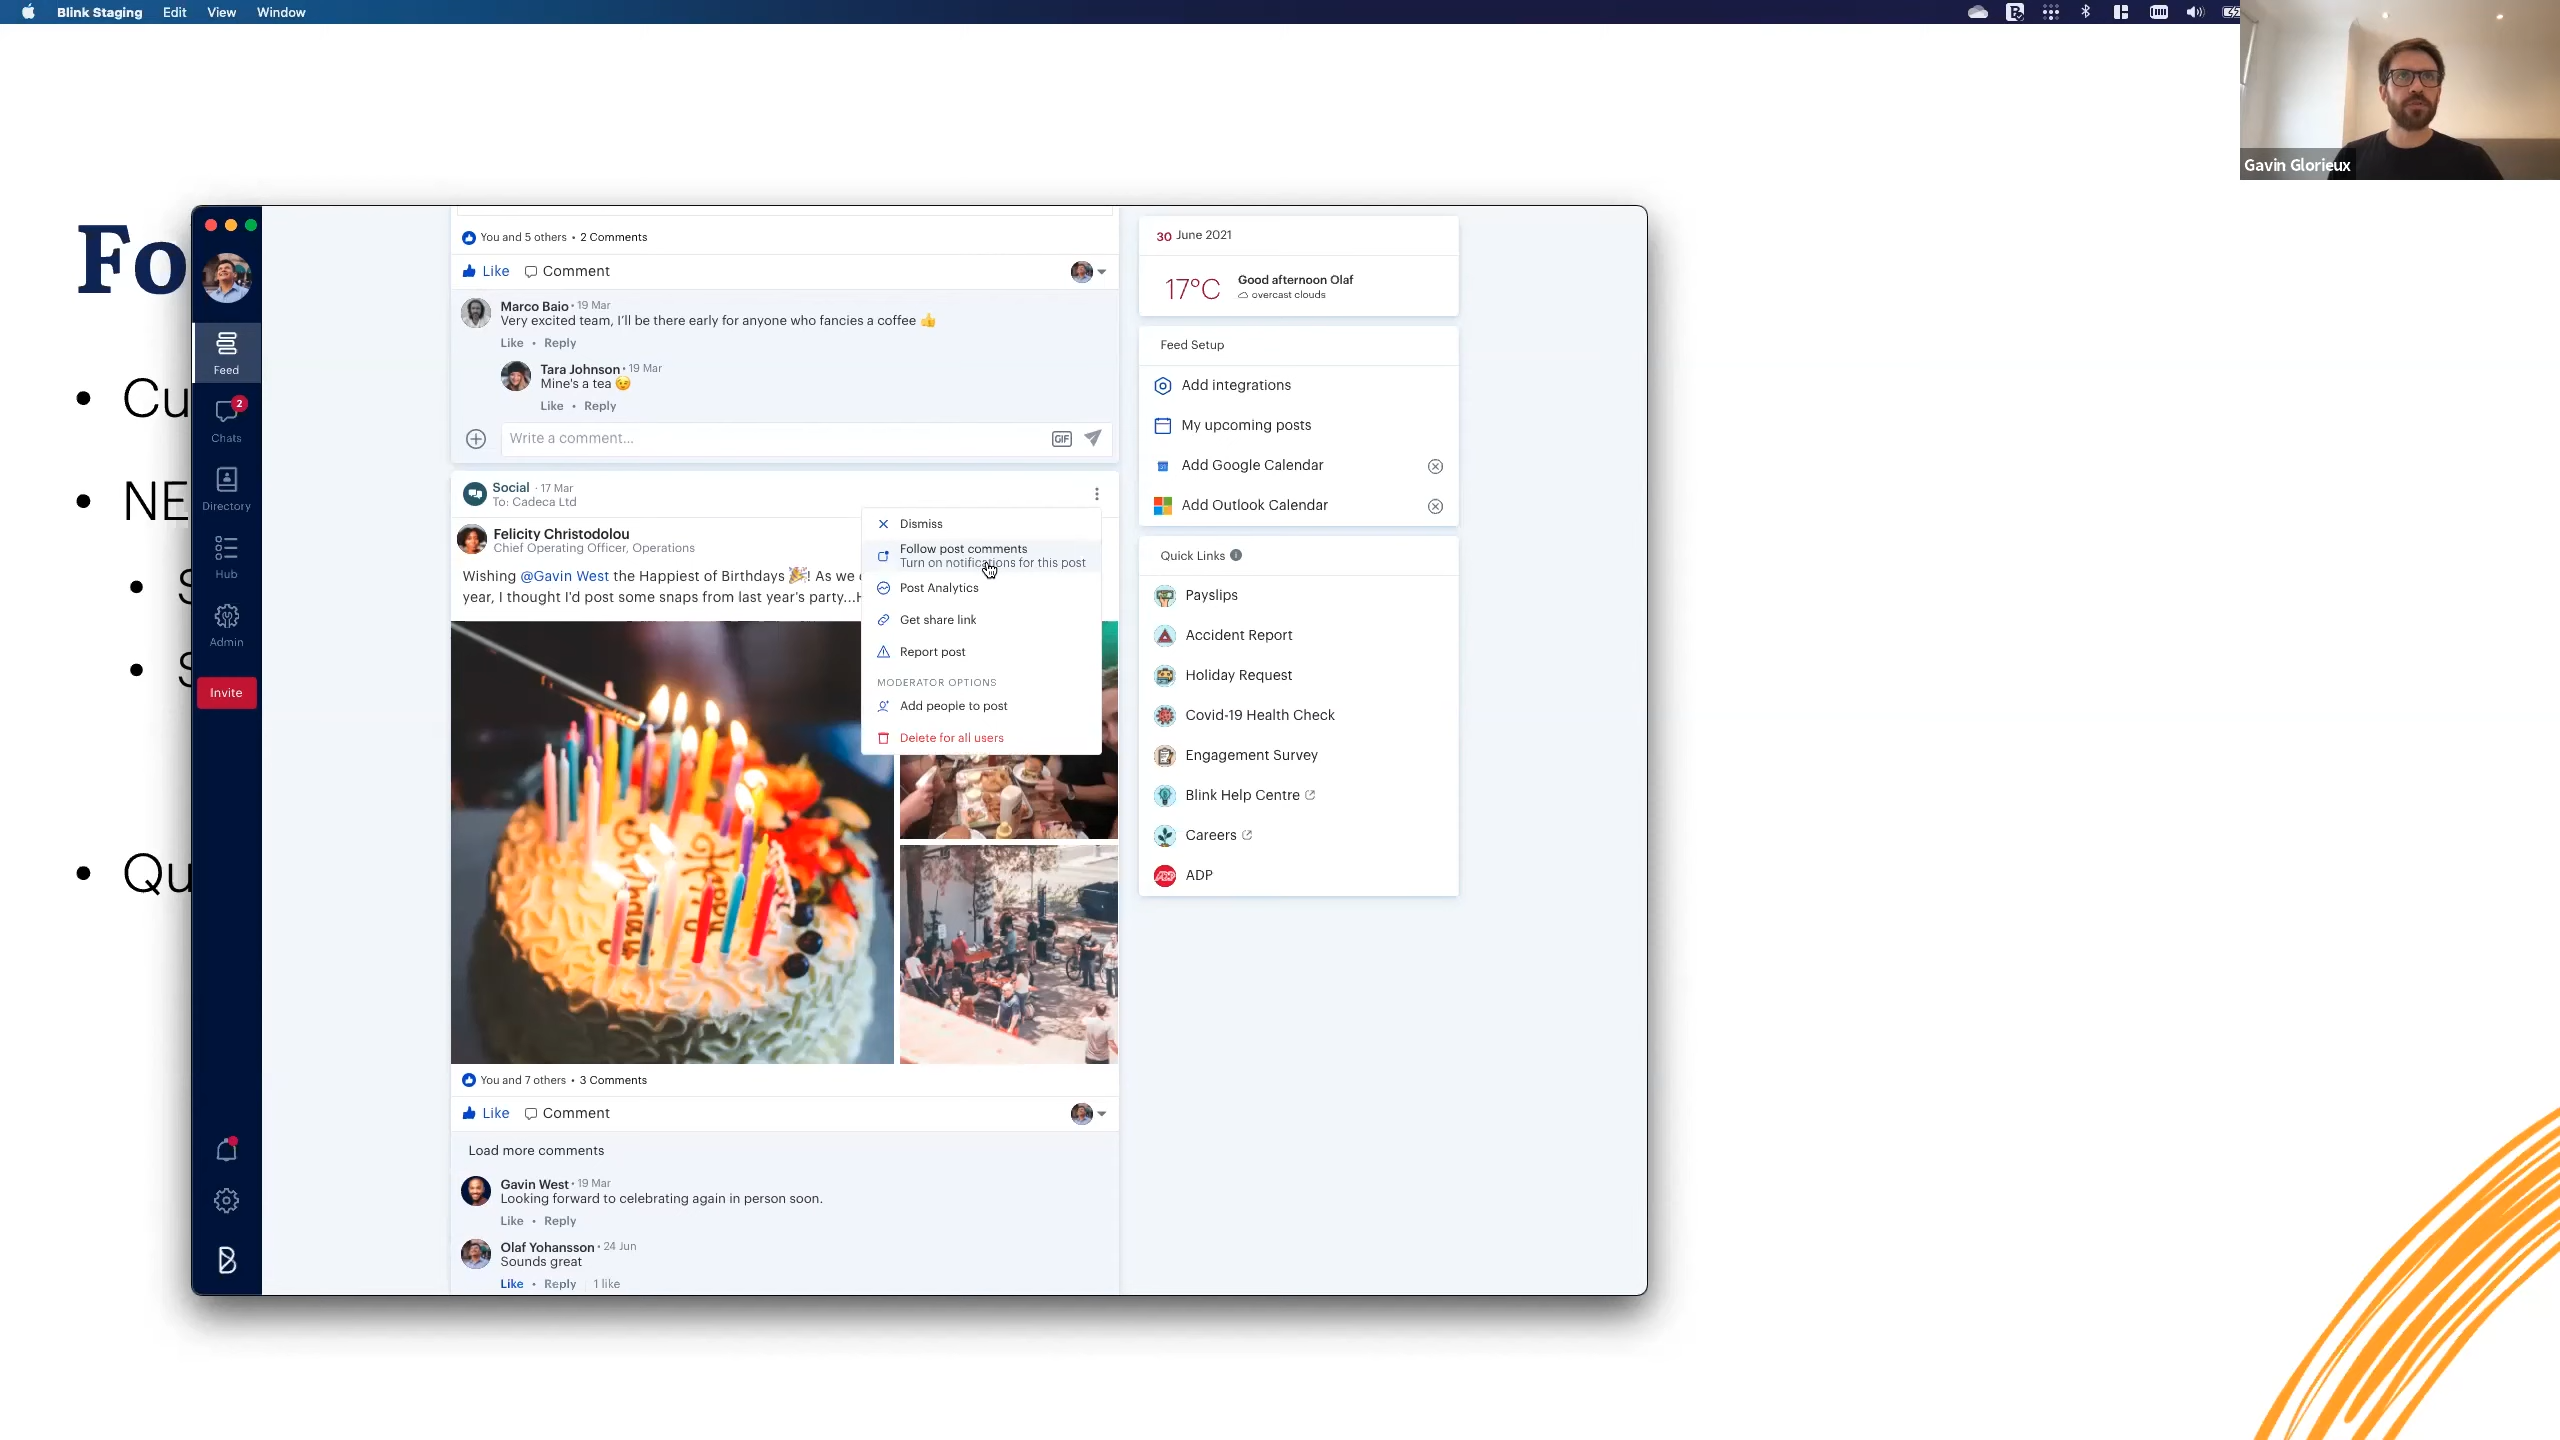 Blink Staging Edit View Window
Gavin Glorieux
Fo
Cu
NE
S
S
Qu
Feed
2
Chats
Directory
Hub
Admin
Invite
You and 5 others • 2 Comments
Like Comment
Marco Baio • 19 Mar
Very excited team, I'll be there early for anyone who fancies a coffee 👍
Like • Reply
Tara Johnson • 19 Mar
Mine's a tea 😉
Like • Reply
Write a comment...
GIF
Social · 17 Mar
To: Cadeca Ltd
Felicity Christodolou
Chief Operating Officer, Operations
Wishing @Gavin West the Happiest of Birthdays 🎉! As we
year, I thought I'd post some snaps from last year's party...H
Dismiss
Follow post comments
Turn on notifications for this post
Post Analytics
Get share link
Report post
MODERATOR OPTIONS
Add people to post
Delete for all users
You and 7 others • 3 Comments
Like Comment
Load more comments
Gavin West • 19 Mar
Looking forward to celebrating again in person soon.
Like • Reply
Olaf Yohansson • 24 Jun
Sounds great
Like • Reply 1 like
30 June 2021
17°C
Good afternoon Olaf
overcast clouds
Feed Setup
Add integrations
My upcoming posts
Add Google Calendar
Add Outlook Calendar
Quick Links
Payslips
Accident Report
Holiday Request
Covid-19 Health Check
Engagement Survey
Blink Help Centre
Careers
ADP